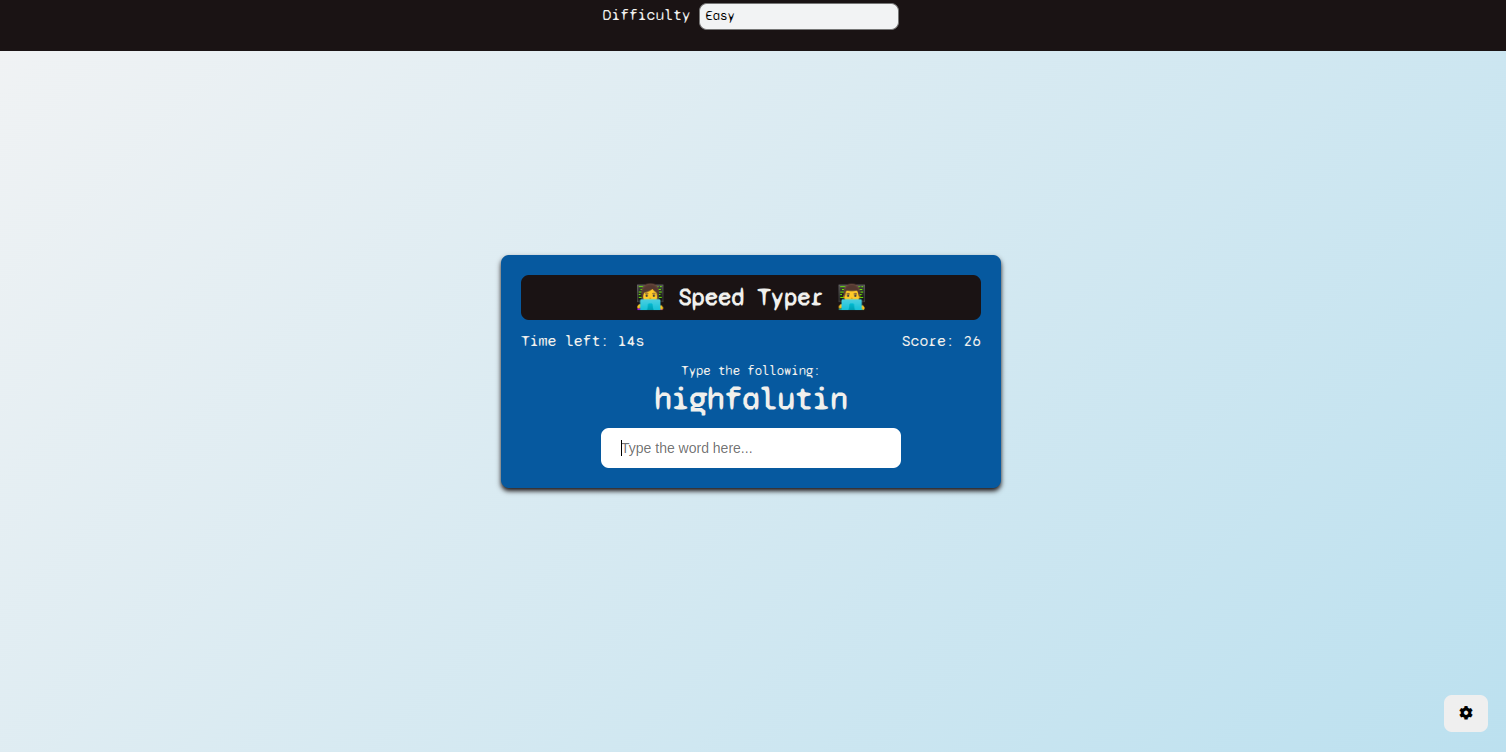 Difficulty Easy
👩‍💻 Speed Typer 👨‍💻
Time left: 14s Score: 26
Type the following:
highfalutin
Type the word here...